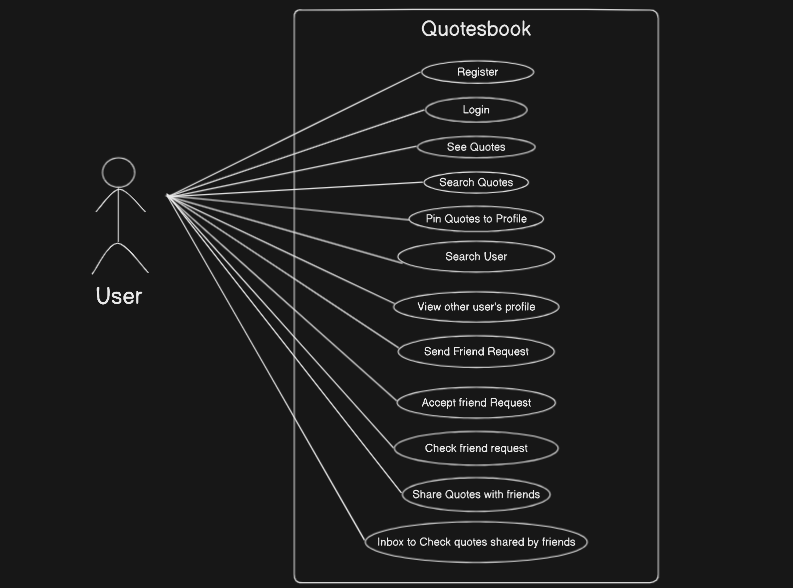 Quotesbook
Register
Login
See Quotes
Search Quotes
Pin Quotes to Profile
Search User
View other user's profile
Send Friend Request
Accept friend Request
Check friend request
Share Quotes with friends
Inbox to Check quotes shared by friends
User